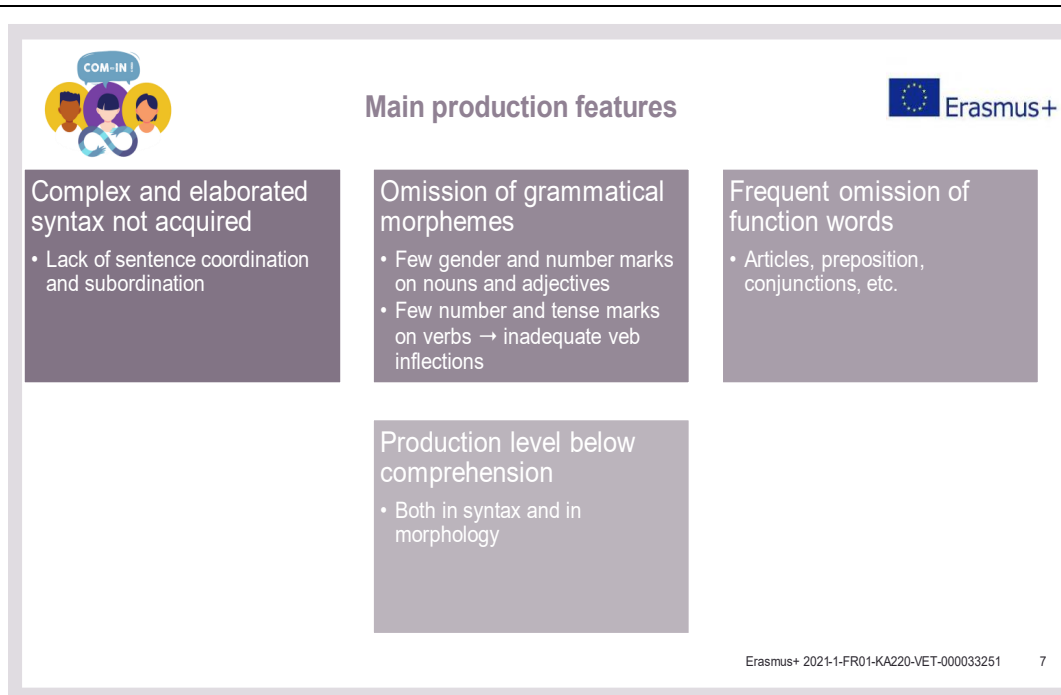 COM-IN !
Main production features
Erasmus+
Complex and elaborated
syntax not acquired
• Lack of sentence coordination
and subordination
Omission of grammatical
morphemes
• Few gender and number marks
on nouns and adjectives
• Few number and tense marks
on verbs → inadequate veb
inflections
Frequent omission of
function words
• Articles, preposition,
conjunctions, etc.
Production level below
comprehension
• Both in syntax and in
morphology
Erasmus+ 2021-1-FR01-KA220-VET-000033251 7